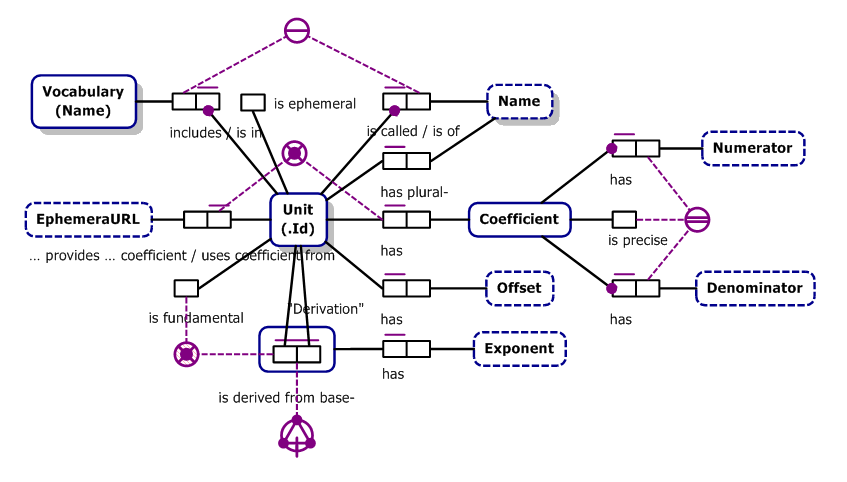 Vocabulary
(Name)
is ephemeral
Name
includes / is in
is called / is of
Numerator
has
has plural-
EphemeraURL
Unit
(.Id)
Coefficient
is precise
has
... provides ... coefficient / uses coefficient from
Offset
Denominator
"Derivation"
is fundamental
has
has
Exponent
has
is derived from base-